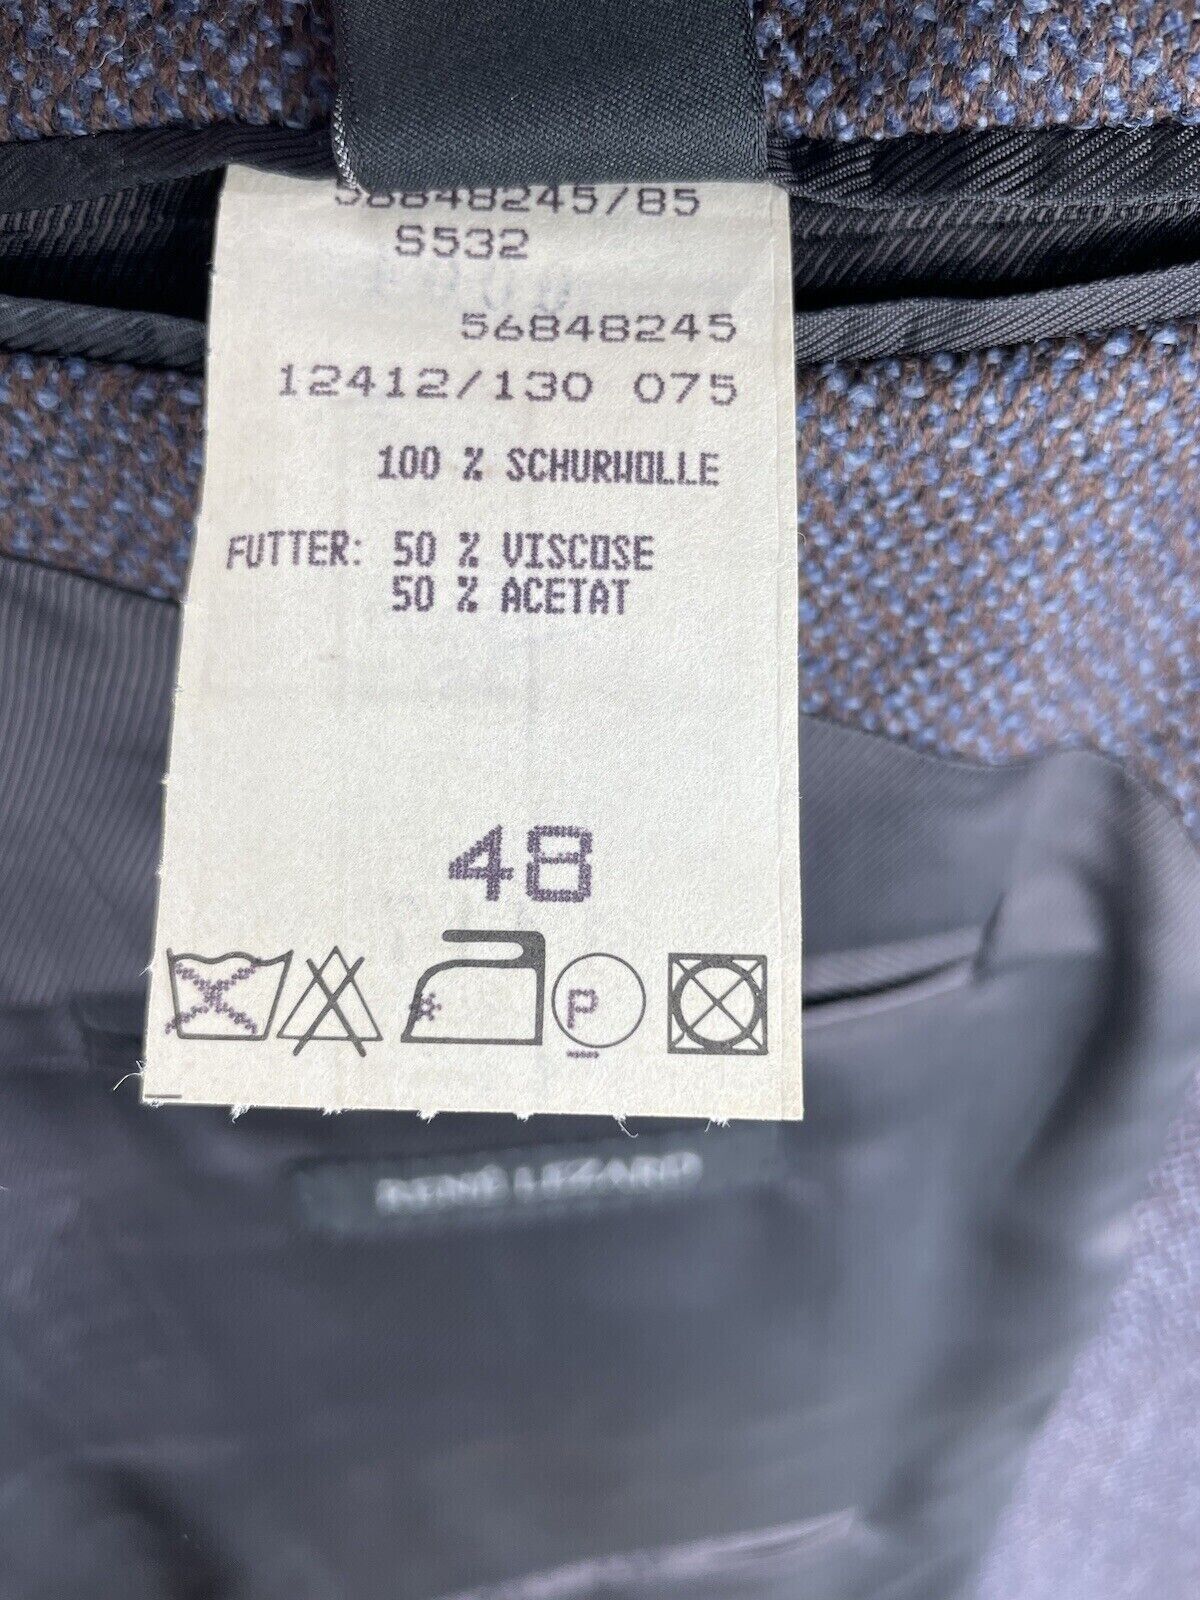 56848245/85
S532
56848245
12412/130 075
100 % SCHURWOLLE
FUTTER: 50 % VISCOSE
50 % ACETAT
48
P
RENÉ LEZARD